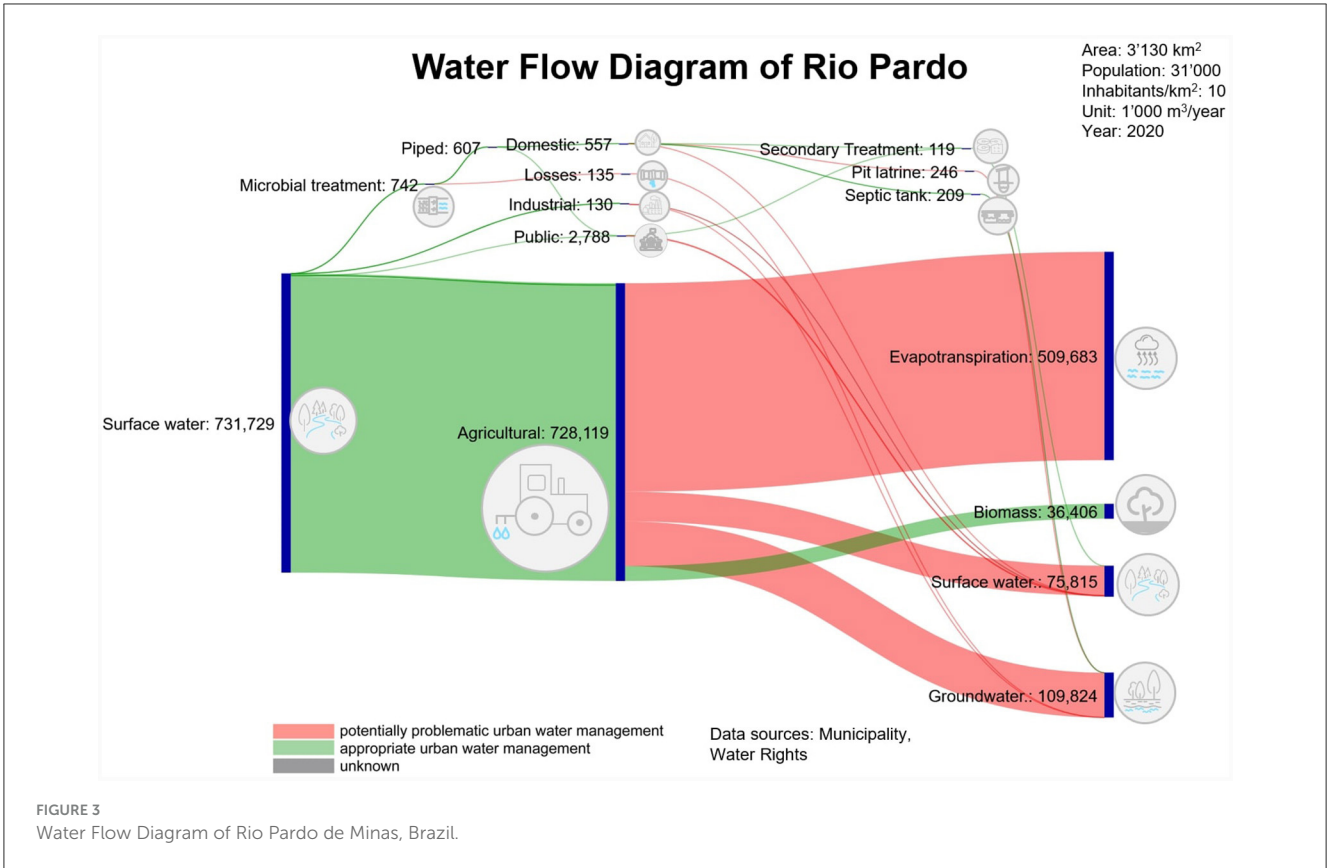 Water Flow Diagram of Rio Pardo
Area: 3'130 km²
Population: 31'000
Inhabitants/km²: 10
Unit: 1'000 m³/year
Year: 2020
Piped: 607
Domestic: 557
Secondary Treatment: 119
Microbial treatment: 742
Losses: 135
Pit latrine: 246
Septic tank: 209
Industrial: 130
Public: 2,788
Evapotranspiration: 509,683
Surface water: 731,729
Agricultural: 728,119
Biomass: 36,406
Surface water.: 75,815
Groundwater.: 109,824
potentially problematic urban water management
appropriate urban water management
unknown
Data sources: Municipality,
Water Rights
FIGURE 3
Water Flow Diagram of Rio Pardo de Minas, Brazil.